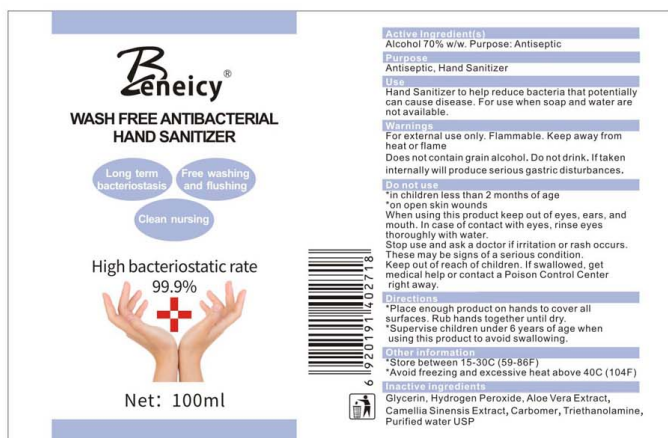 Beneicy®
WASH FREE ANTIBACTERIAL
HAND SANITIZER
Long term
bacteriostasis
Free washing
and flushing
Clean nursing
High bacteriostatic rate
99.9%
Net: 100ml
6 920191 402718
Active Ingredient(s)
Alcohol 70% w/w. Purpose: Antiseptic
Purpose
Antiseptic, Hand Sanitizer
Use
Hand Sanitizer to help reduce bacteria that potentially
can cause disease. For use when soap and water are
not available.
Warnings
For external use only. Flammable. Keep away from
heat or flame
Does not contain grain alcohol. Do not drink. If taken
internally will produce serious gastric disturbances.
Do not use
*in children less than 2 months of age
*on open skin wounds
When using this product keep out of eyes, ears, and
mouth. In case of contact with eyes, rinse eyes
thoroughly with water.
Stop use and ask a doctor if irritation or rash occurs.
These may be signs of a serious condition.
Keep out of reach of children. If swallowed, get
medical help or contact a Poison Control Center
right away.
Directions
*Place enough product on hands to cover all
surfaces. Rub hands together until dry.
*Supervise children under 6 years of age when
using this product to avoid swallowing.
Other information
*Store between 15-30C (59-86F)
*Avoid freezing and excessive heat above 40C (104F)
Inactive ingredients
Glycerin, Hydrogen Peroxide, Aloe Vera Extract,
Camellia Sinensis Extract, Carbomer, Triethanolamine,
Purified water USP